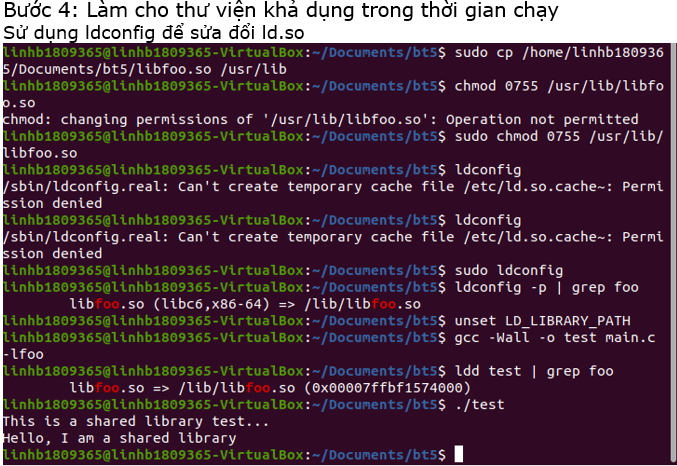 Bước 4: Làm cho thư viện khả dụng trong thời gian chạy
Sử dụng ldconfig để sửa đổi ld.so
linhb1809365@linhb1809365-VirtualBox:~/Documents/bt5$ sudo cp /home/linhb180936
5/Documents/bt5/libfoo.so /usr/lib
linhb1809365@linhb1809365-VirtualBox:~/Documents/bt5$ chmod 0755 /usr/lib/libfo
o.so
chmod: changing permissions of '/usr/lib/libfoo.so': Operation not permitted
linhb1809365@linhb1809365-VirtualBox:~/Documents/bt5$ sudo chmod 0755 /usr/lib/
libfoo.so
linhb1809365@linhb1809365-VirtualBox:~/Documents/bt5$ ldconfig
/sbin/ldconfig.real: Can't create temporary cache file /etc/ld.so.cache~: Permi
ssion denied
linhb1809365@linhb1809365-VirtualBox:~/Documents/bt5$ ldconfig
/sbin/ldconfig.real: Can't create temporary cache file /etc/ld.so.cache~: Permi
ssion denied
linhb1809365@linhb1809365-VirtualBox:~/Documents/bt5$ sudo ldconfig
linhb1809365@linhb1809365-VirtualBox:~/Documents/bt5$ ldconfig -p | grep foo
libfoo.so (libc6,x86-64) => /lib/libfoo.so
linhb1809365@linhb1809365-VirtualBox:~/Documents/bt5$ unset LD_LIBRARY_PATH
linhb1809365@linhb1809365-VirtualBox:~/Documents/bt5$ gcc -Wall -o test main.c
-lfoo
linhb1809365@linhb1809365-VirtualBox:~/Documents/bt5$ ldd test | grep foo
libfoo.so => /lib/libfoo.so (0x00007ffbf1574000)
linhb1809365@linhb1809365-VirtualBox:~/Documents/bt5$ ./test
This is a shared library test...
Hello, I am a shared library
linhb1809365@linhb1809365-VirtualBox:~/Documents/bt5$